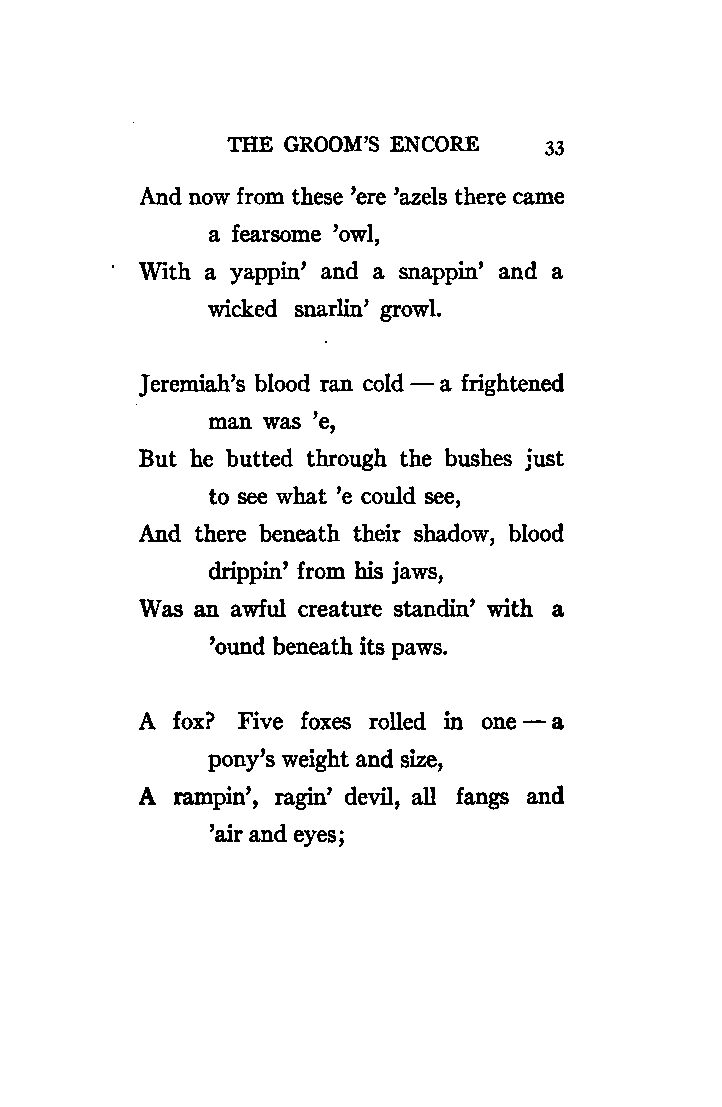 THE GROOM'S ENCORE 33
And now from these 'ere 'azels there came
a fearsome 'owl,
With a yappin' and a snappin' and a
wicked snarlin' growl.
Jeremiah's blood ran cold — a frightened
man was 'e,
But he butted through the bushes just
to see what 'e could see,
And there beneath their shadow, blood
drippin' from his jaws,
Was an awful creature standin' with a
'ound beneath its paws.
A fox? Five foxes rolled in one — a
pony's weight and size,
A rampin', ragin' devil, all fangs and
'air and eyes;